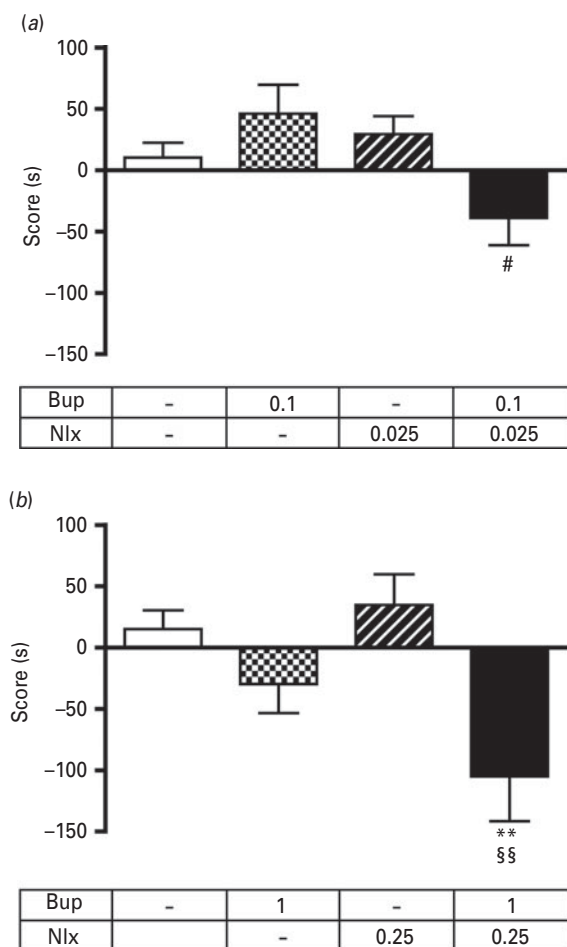 (a)
100
50
0
−50
−100
−150
Score (s)
#
Bup – 0.1 – 0.1
Nlx – – 0.025 0.025
(b)
100
50
0
−50
−100
−150
Score (s)
**
§§
Bup – 1 – 1
Nlx - 0.25 0.25